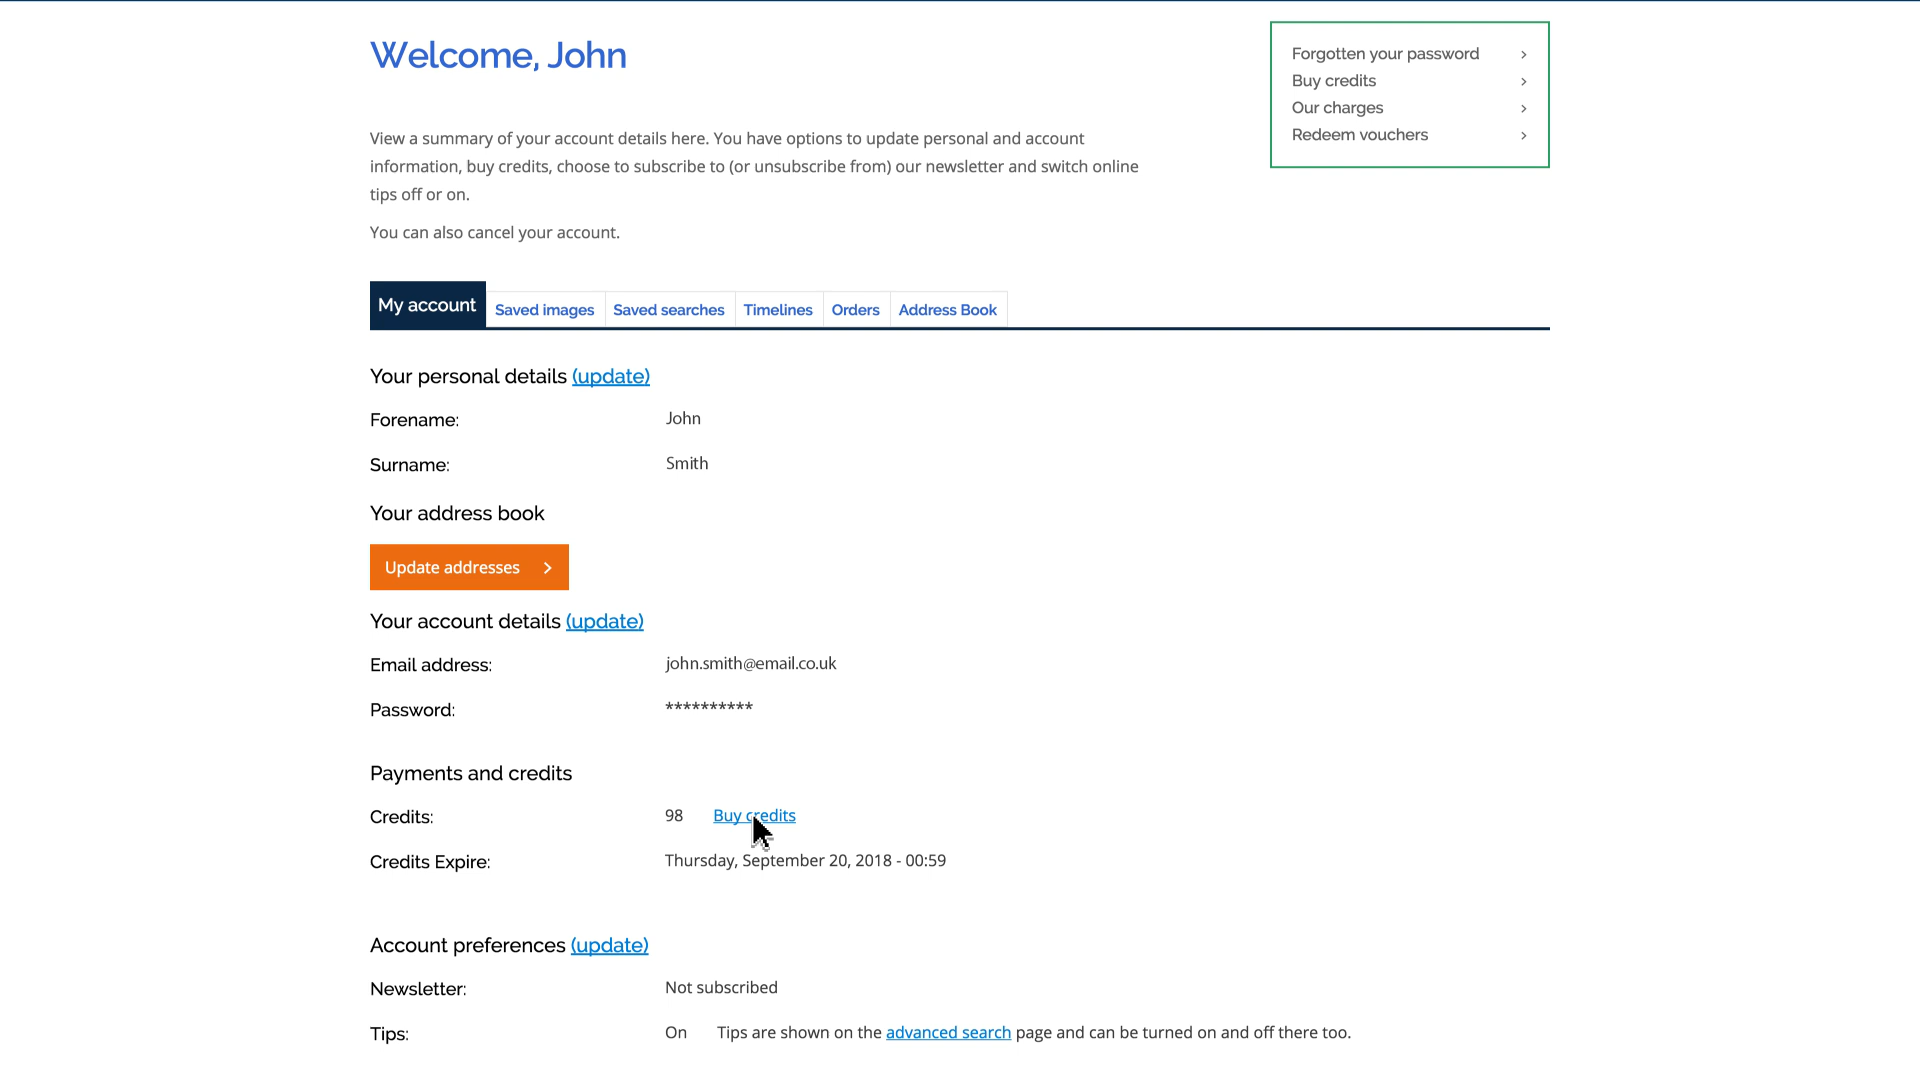 Welcome, John
Forgotten your password >
Buy credits >
Our charges >
Redeem vouchers >
View a summary of your account details here. You have options to update personal and account
information, buy credits, choose to subscribe to (or unsubscribe from) our newsletter and switch online
tips off or on.
You can also cancel your account.
My account Saved images Saved searches Timelines Orders Address Book
Your personal details (update)
Forename: John
Surname: Smith
Your address book
Update addresses >
Your account details (update)
Email address: john.smith@email.co.uk
Password: **********
Payments and credits
Credits: 98 Buy credits
Credits Expire: Thursday, September 20, 2018 - 00:59
Account preferences (update)
Newsletter: Not subscribed
Tips: On Tips are shown on the advanced search page and can be turned on and off there too.